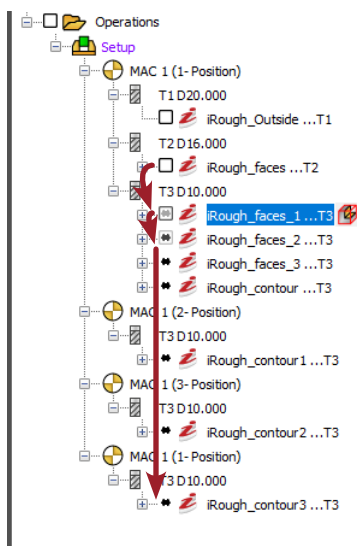 Operations
Setup
MAC 1 (1- Position)
T1 D20.000
iRough_Outside ...T1
T2 D16.000
iRough_faces ...T2
T3 D10.000
iRough_faces_1 ...T3
iRough_faces_2 ...T3
iRough_faces_3 ...T3
iRough_contour ...T3
MAC 1 (2- Position)
T3 D10.000
iRough_contour1 ...T3
MAC 1 (3- Position)
T3 D10.000
iRough_contour2 ...T3
MAC 1 (1- Position)
T3 D10.000
iRough_contour3 ...T3